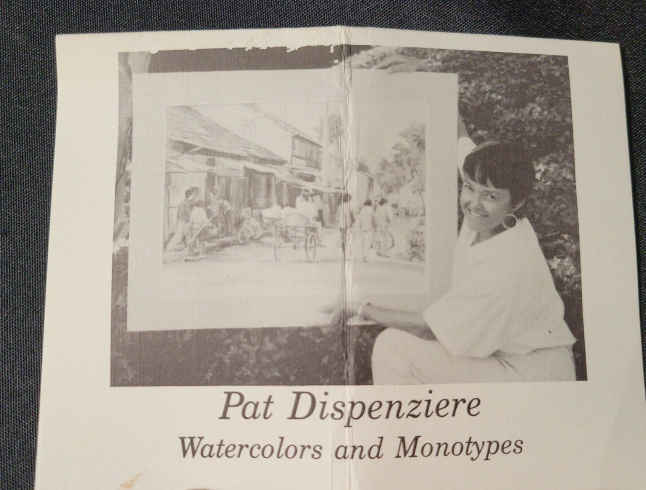 Pat Dispenziere
Watercolors and Monotypes